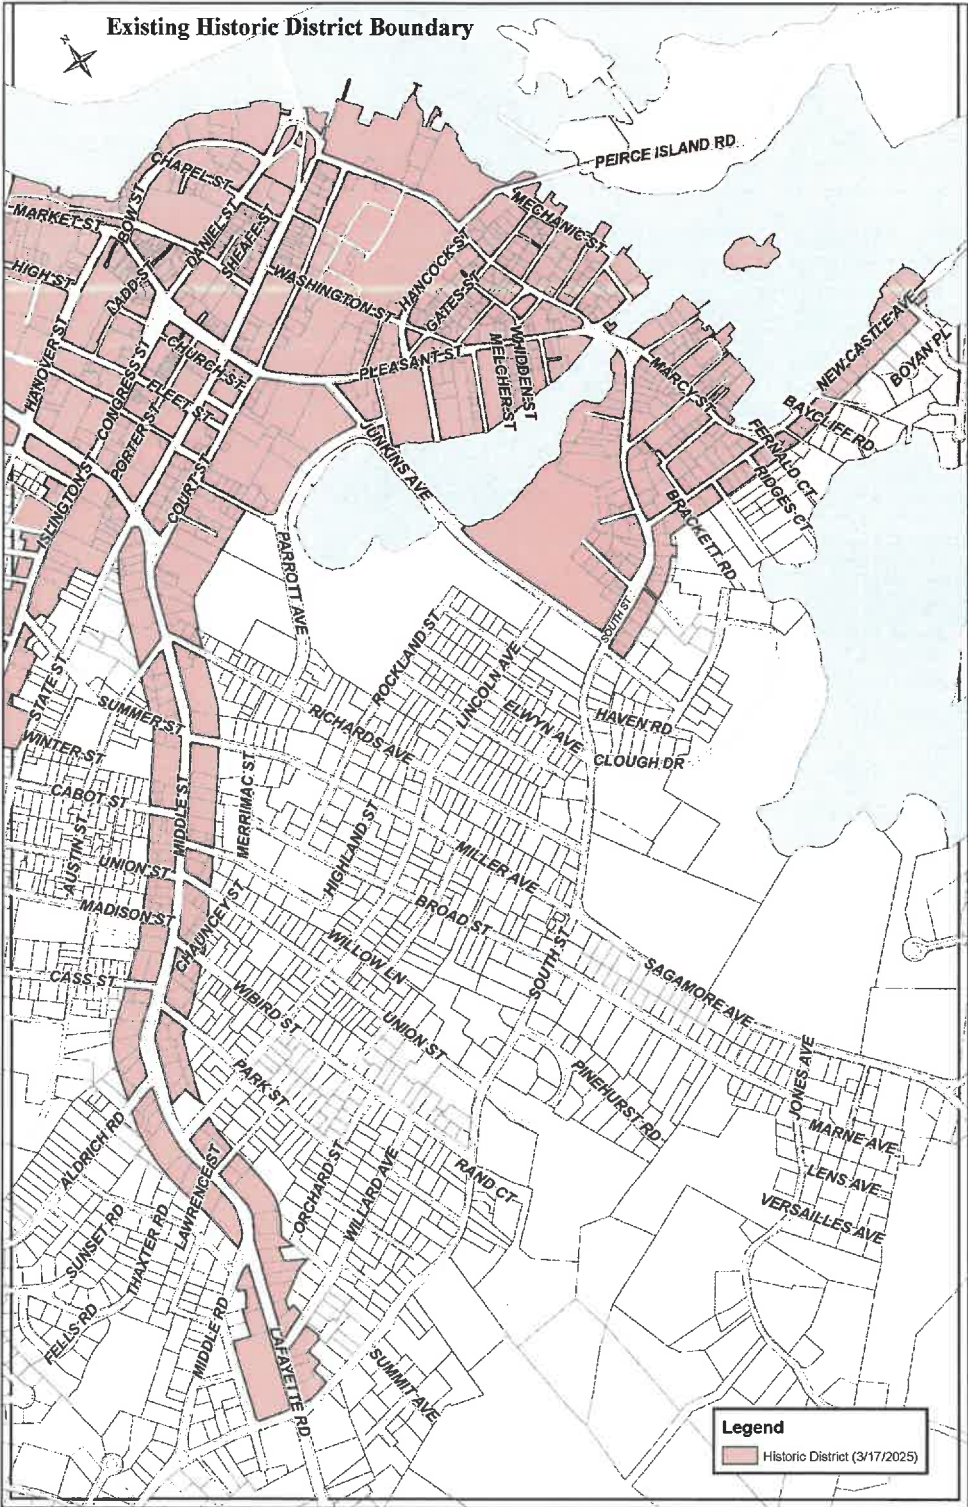 Existing Historic District Boundary
N
PEIRCE ISLAND RD
CHAPEL ST
MECHANIC ST
MARKET ST
BOW ST
DANIEL ST
SHEAFE ST
HIGH ST
LADD S
WASHINGTON ST
HANCOCK ST
GATES ST
HANOVER ST
CONGRESS ST
CHURCH ST
PLEASANT ST
WHIDDEN ST
MELCHER ST
MARCY ST
NEW CASTLE AVE
BOYAN PL
BAYCLIFF RD
FLEET ST
PORTER ST
FERNALD CT
RIDGES CT
JUNKINS AVE
ISLINGTON S
COURT ST
BRACKETT RD
PARROTT AVE
SOUTH ST
ROCKLAND ST
LINCOLN AVE
STATE ST
SUMMER ST
ELWYN AVE
HAVEN RD
RICHARDS AVE
WINTER ST
CLOUGH DR
CABOT ST
MIDDLE ST
MERRIMAC ST
AUSTIN ST
HIGHLAND ST
UNION ST
MILLER AVE
MADISON ST
CHAUNCEY ST
BROAD ST
WILLOW LN
SOUTH ST
CASS ST
SAGAMORE AVE
WIBIRD ST
UNION ST
PARK ST
PINEHURST RD
JONES AVE
ALDRICH RD
MARNE AVE
LENS AVE
LAWRENCE ST
ORCHARD ST
WILLARD AVE
RAND CT
VERSAILLES AVE
SUNSET RD
THAXTER RD
FELLS RD
MIDDLE RD
LAFAYETTE RD
SUMMIT AVE
Legend
Historic District (3/17/2025)